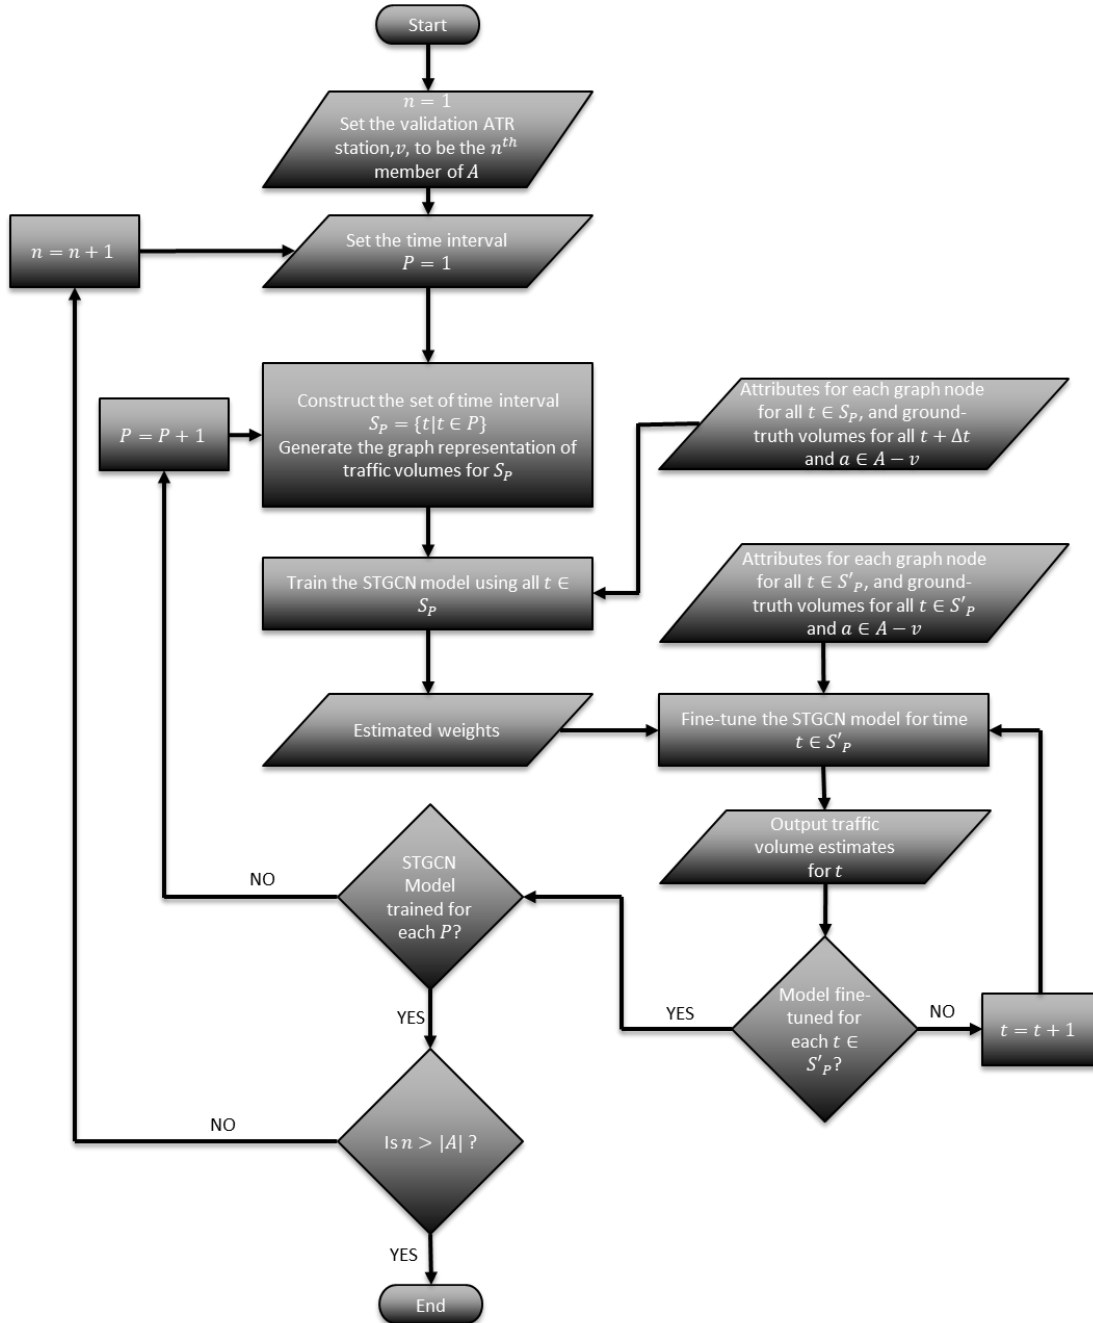 Start
n = 1
Set the validation ATR
station,v, to be the nᵗʰ
member of A
n = n + 1
Set the time interval
P = 1
P = P + 1
Construct the set of time interval
S_P = {t|t ∈ P}
Generate the graph representation of
traffic volumes for S_P
Attributes for each graph node
for all t ∈ S_P, and ground-
truth volumes for all t + Δt
and a ∈ A − v
Train the STGCN model using all t ∈
S_P
Attributes for each graph node
for all t ∈ S'_P, and ground-
truth volumes for all t ∈ S'_P
and a ∈ A − v
Estimated weights
Fine-tune the STGCN model for time
t ∈ S'_P
Output traffic
volume estimates
for t
STGCN
Model
trained for
each P?
NO
YES
Model fine-
tuned for
each t ∈
S'_P?
YES
NO
t = t + 1
Is n > |A| ?
NO
YES
End